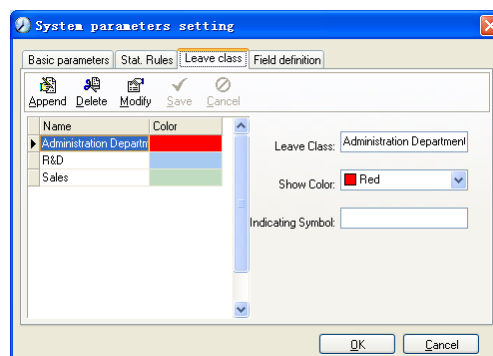 System parameters setting
Basic parameters Stat. Rules Leave class Field definition
Append Delete Modify Save Cancel
Name Color
Administration Departm
R&D
Sales
Leave Class: Administration Department
Show Color: Red
Indicating Symbol:
OK Cancel